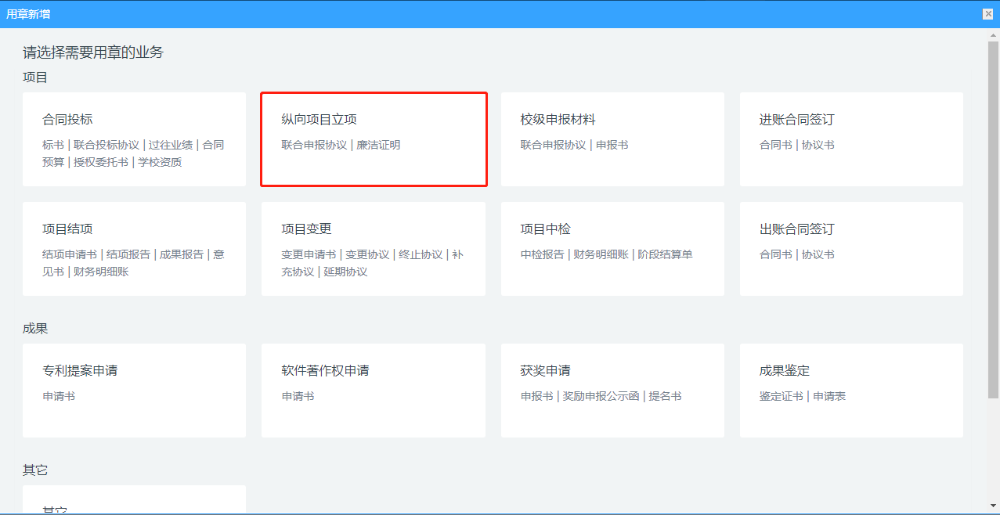 用章新增
请选择需要用章的业务
项目
合同投标
标书 | 联合投标协议 | 过往业绩 | 合同
预算 | 授权委托书 | 学校资质
纵向项目立项
联合申报协议 | 廉洁证明
校级申报材料
联合申报协议 | 申报书
进账合同签订
合同书 | 协议书
项目结项
结项申请书 | 结项报告 | 成果报告 | 意
见书 | 财务明细账
项目变更
变更申请书 | 变更协议 | 终止协议 | 补
充协议 | 延期协议
项目中检
中检报告 | 财务明细账 | 阶段结算单
出账合同签订
合同书 | 协议书
成果
专利提案申请
申请书
软件著作权申请
申请书
获奖申请
申报书 | 奖励申报公示函 | 提名书
成果鉴定
鉴定证书 | 申请表
其它
其它